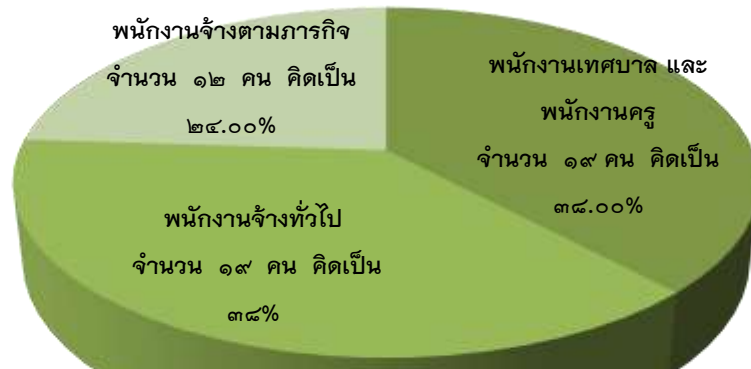 พนักงานจ้างตามภารกิจ
จำนวน ๑๒ คน คิดเป็น
๒๔.๐๐%
พนักงานเทศบาล และ
พนักงานครู
จำนวน ๑๙ คน คิดเป็น
๓๘.๐๐%
พนักงานจ้างทั่วไป
จำนวน ๑๙ คน คิดเป็น
๓๘%